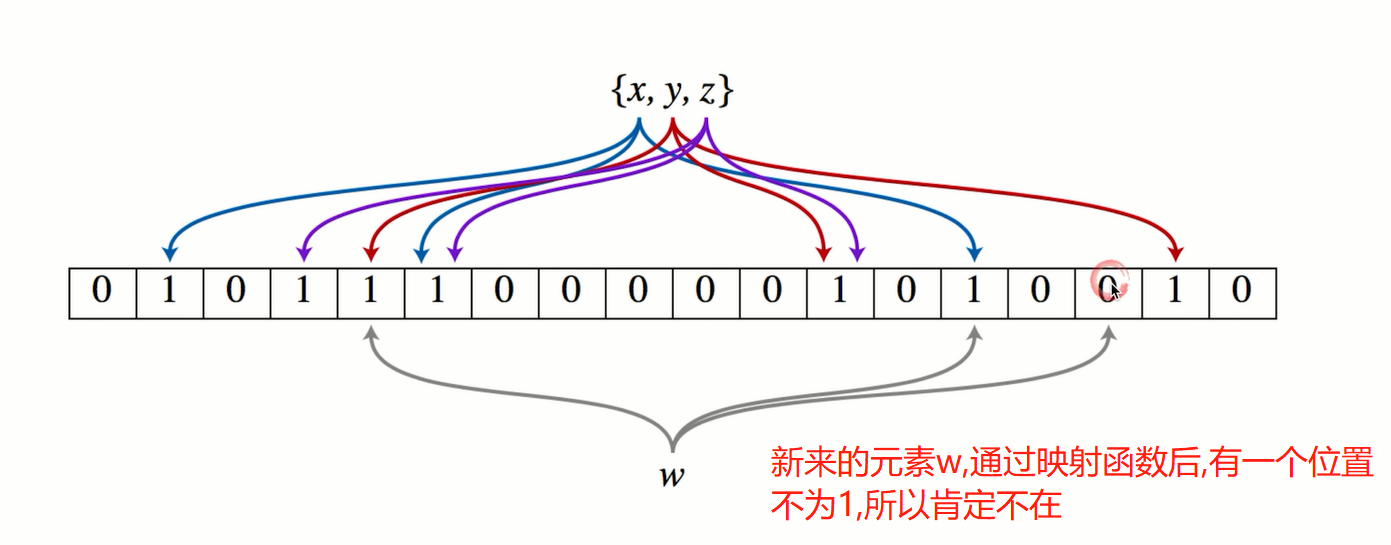 {x, y, z}
0 1 0 1 1 1 0 0 0 0 0 1 0 1 0 0 1 0
w
新来的元素w,通过映射函数后,有一个位置
不为1,所以肯定不在